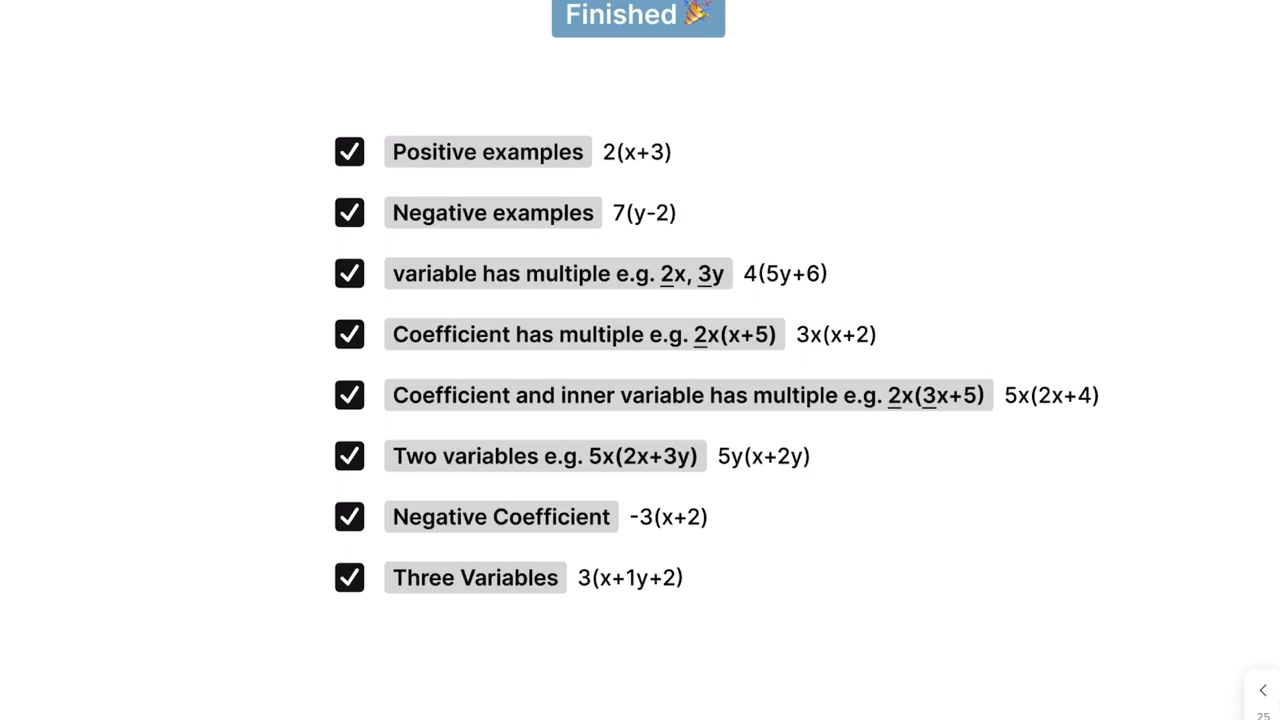 Finished 🎉
Positive examples 2(x+3)
Negative examples 7(y-2)
variable has multiple e.g. 2x, 3y 4(5y+6)
Coefficient has multiple e.g. 2x(x+5) 3x(x+2)
Coefficient and inner variable has multiple e.g. 2x(3x+5) 5x(2x+4)
Two variables e.g. 5x(2x+3y) 5y(x+2y)
Negative Coefficient -3(x+2)
Three Variables 3(x+1y+2)
25